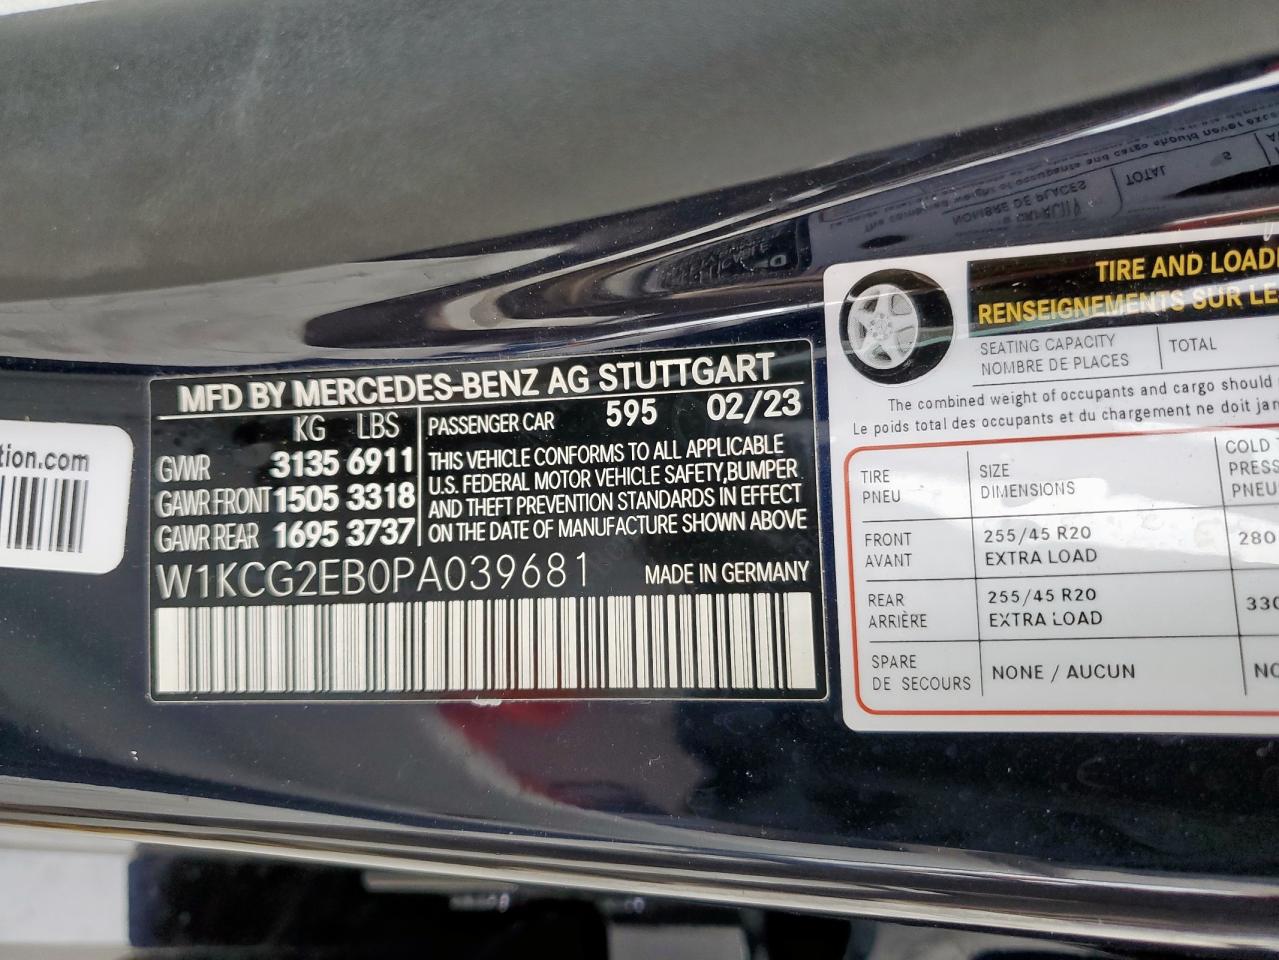 MFD BY MERCEDES-BENZ AG STUTTGART
KG LBS
GVWR 3135 6911
GAWR FRONT 1505 3318
GAWR REAR 1695 3737
PASSENGER CAR 595 02/23
THIS VEHICLE CONFORMS TO ALL APPLICABLE
U.S. FEDERAL MOTOR VEHICLE SAFETY,BUMPER
AND THEFT PREVENTION STANDARDS IN EFFECT
ON THE DATE OF MANUFACTURE SHOWN ABOVE
W1KCG2EB0PA039681 MADE IN GERMANY
tion.com
TIRE AND LOADI
RENSEIGNEMENTS SUR LE
SEATING CAPACITY
NOMBRE DE PLACES
TOTAL
The combined weight of occupants and cargo should
Le poids total des occupants et du chargement ne doit jam
TIRE
PNEU
SIZE
DIMENSIONS
COLD
PRESS
PNEU
FRONT
AVANT
255/45 R20
EXTRA LOAD
280
REAR
ARRIÈRE
255/45 R20
EXTRA LOAD
330
SPARE
DE SECOURS
NONE / AUCUN
NO